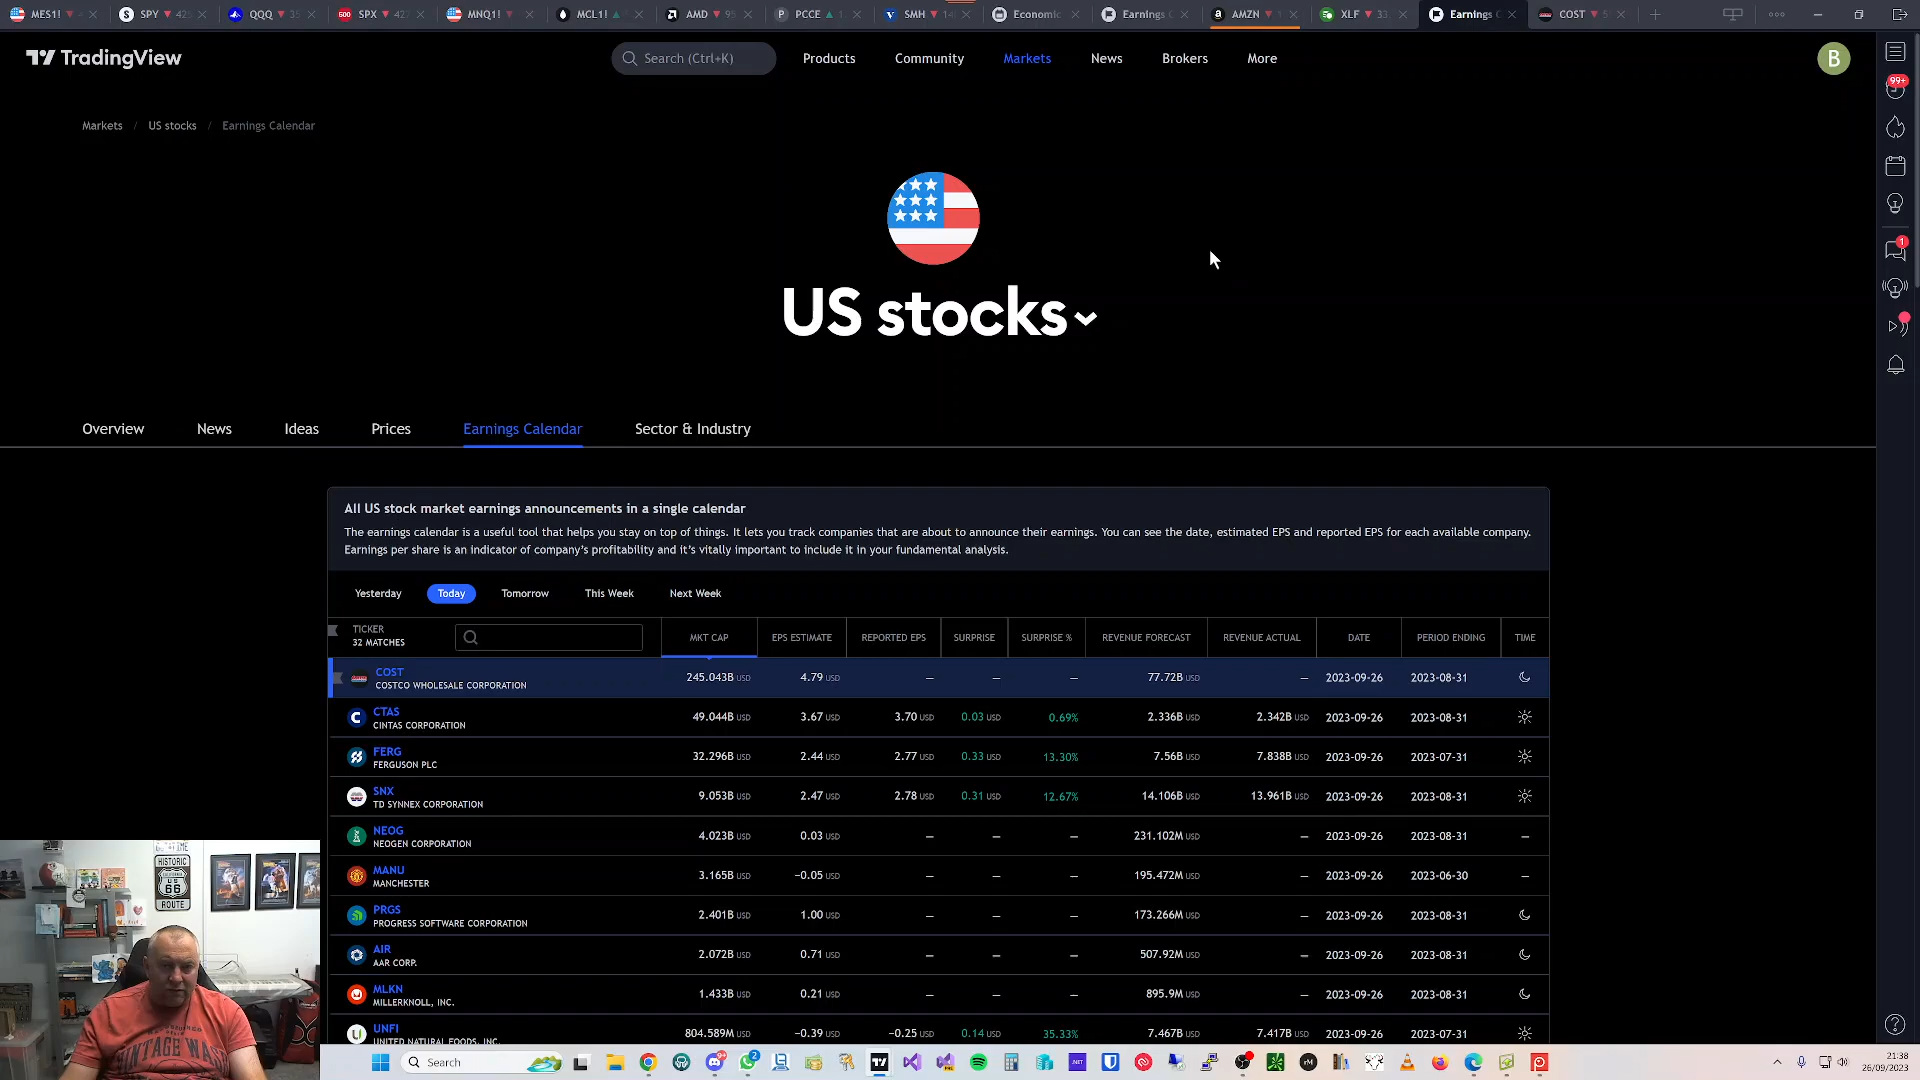 MES1! SPY QQQ SPX MNQ1! MCL1! AMD PCCE SMH Economic Earnings AMZN XLF 33 Earnings COST
TradingView
Search (Ctrl+K) Products Community Markets News Brokers More
B
99+
Markets / US stocks / Earnings Calendar
1
US stocks
Overview News Ideas Prices Earnings Calendar Sector & Industry
All US stock market earnings announcements in a single calendar
The earnings calendar is a useful tool that helps you stay on top of things. It lets you track companies that are about to announce their earnings. You can see the date, estimated EPS and reported EPS for each available company.
Earnings per share is an indicator of company's profitability and it's vitally important to include it in your fundamental analysis.
Yesterday Today Tomorrow This Week Next Week
TICKER
32 MATCHES
MKT CAP EPS ESTIMATE REPORTED EPS SURPRISE SURPRISE % REVENUE FORECAST REVENUE ACTUAL DATE PERIOD ENDING TIME
COST
COSTCO WHOLESALE CORPORATION
245.043B USD 4.79 USD — — — 77.72B USD — 2023-09-26 2023-08-31
CTAS
CINTAS CORPORATION
49.044B USD 3.67 USD 3.70 USD 0.03 USD 0.69% 2.336B USD 2.342B USD 2023-09-26 2023-08-31
FERG
FERGUSON PLC
32.296B USD 2.44 USD 2.77 USD 0.33 USD 13.30% 7.56B USD 7.838B USD 2023-09-26 2023-07-31
SNX
TD SYNNEX CORPORATION
9.053B USD 2.47 USD 2.78 USD 0.31 USD 12.67% 14.106B USD 13.961B USD 2023-09-26 2023-08-31
NEOG
NEOGEN CORPORATION
4.023B USD 0.03 USD — — — 231.102M USD — 2023-09-26 2023-08-31 —
MANU
MANCHESTER
3.165B USD −0.05 USD — — — 195.472M USD — 2023-09-26 2023-06-30 —
PRGS
PROGRESS SOFTWARE CORPORATION
2.401B USD 1.00 USD — — — 173.266M USD — 2023-09-26 2023-08-31
AIR
AAR CORP.
2.072B USD 0.71 USD — — — 507.92M USD — 2023-09-26 2023-08-31
MLKN
MILLERKNOLL, INC.
1.433B USD 0.21 USD — — — 895.9M USD — 2023-09-26 2023-08-31
UNFI
UNITED NATURAL FOODS, INC.
804.589M USD −0.39 USD −0.25 USD 0.14 USD 35.33% 7.467B USD 7.417B USD 2023-09-26 2023-07-31
HISTORIC
US
66
ROUTE
VINTAGE
Search
21:38
26/09/2023